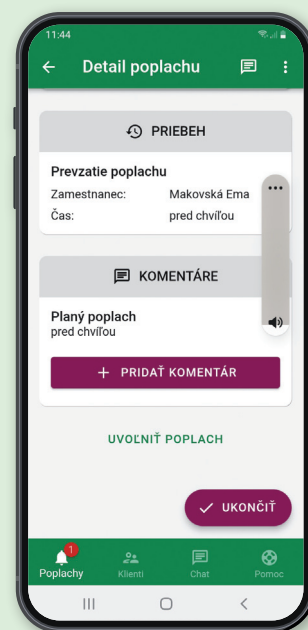 11:44
Detail poplachu
PRIEBEH
Prevzatie poplachu
Zamestnanec: Makovská Ema
Čas: pred chvíľou
KOMENTÁRE
Planý poplach
pred chvíľou
+ PRIDAŤ KOMENTÁR
UVOĽNIŤ POPLACH
UKONČIŤ
1
Poplachy
Klienti
Chat
Pomoc